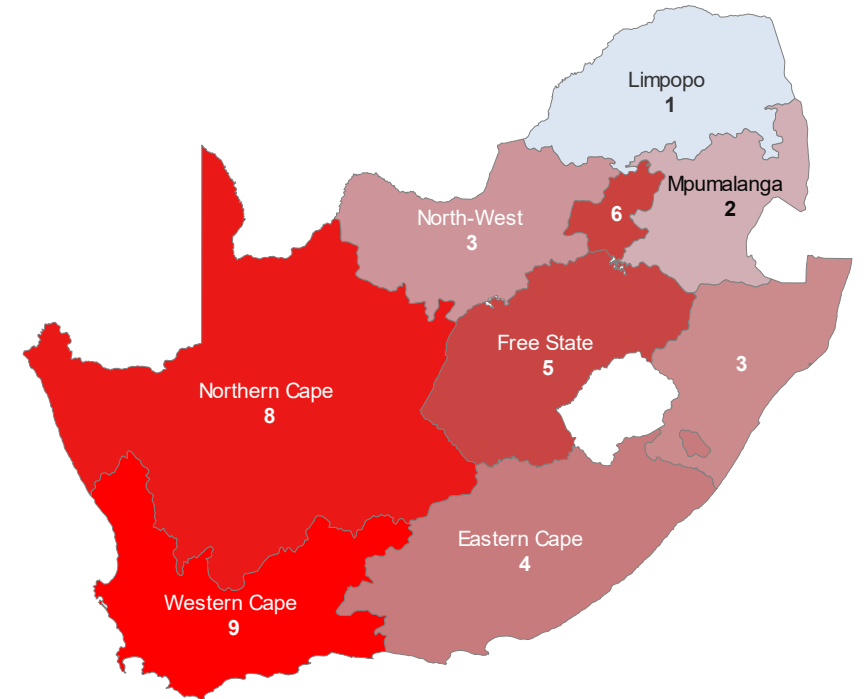 Limpopo
1
Mpumalanga
2
North-West
3
6
Free State
5
3
Northern Cape
8
Eastern Cape
4
Western Cape
9